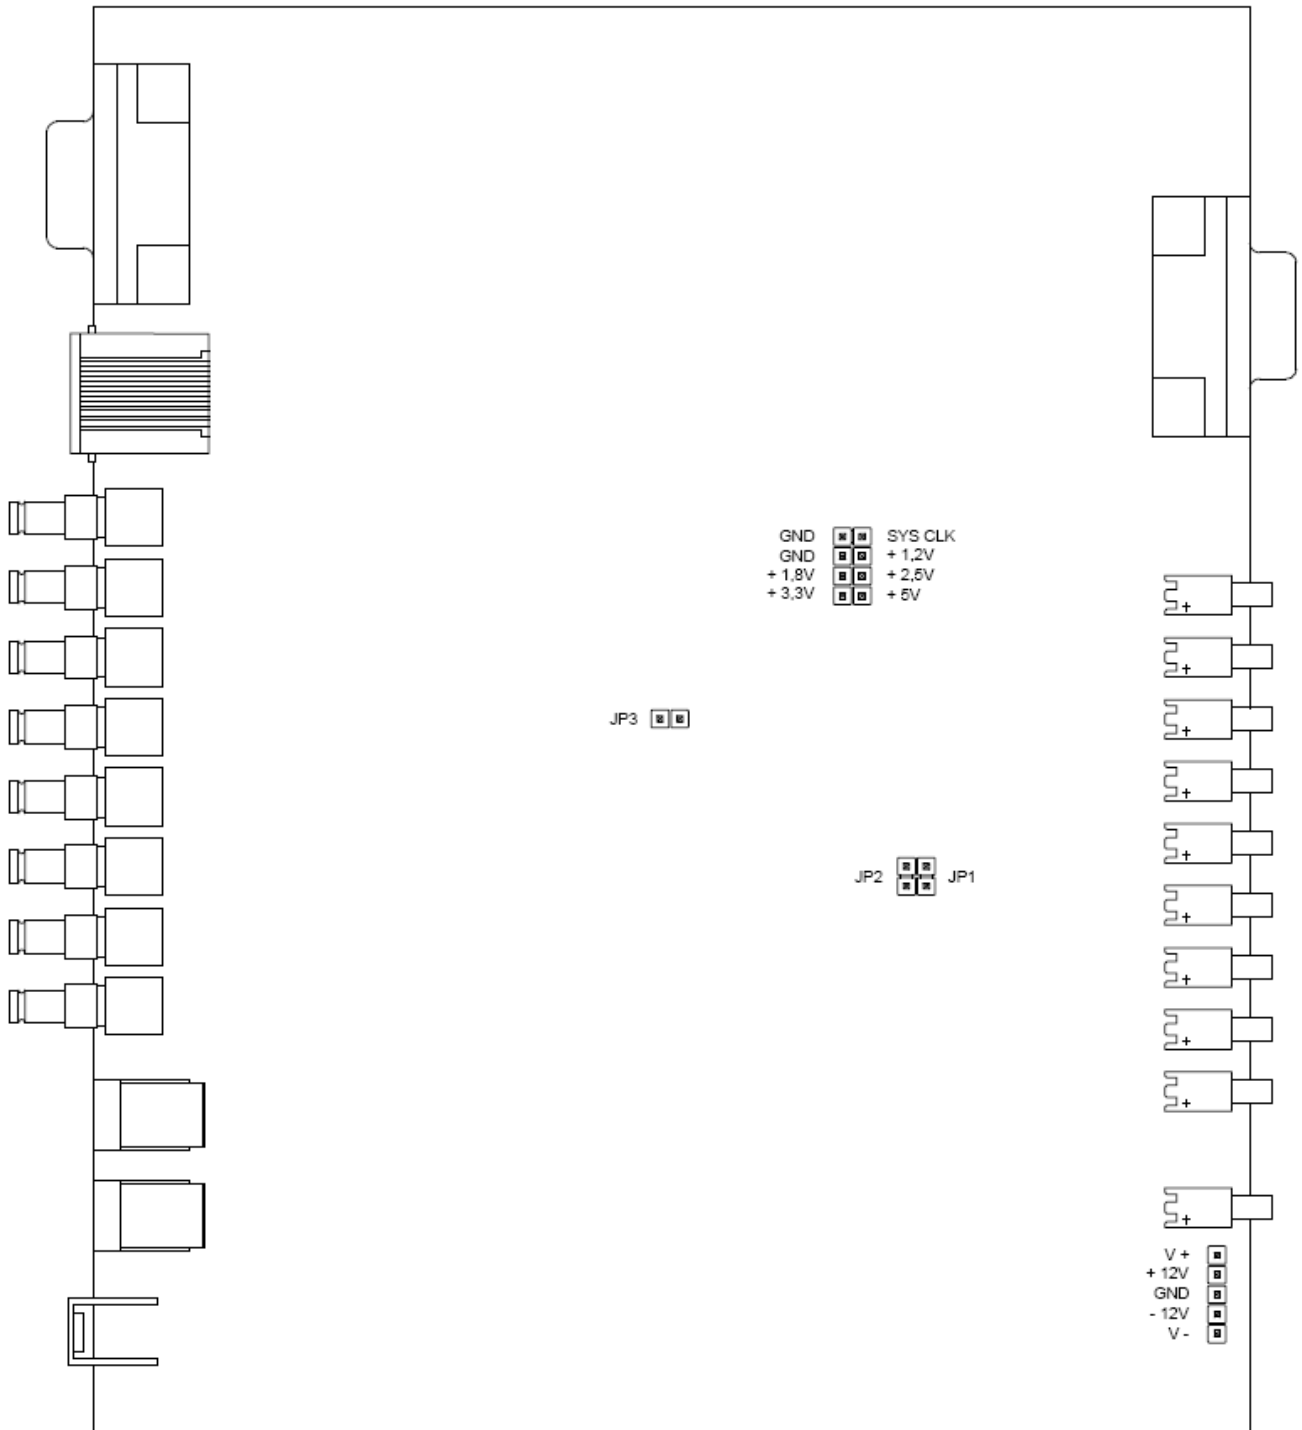 GND SYS CLK
GND + 1,2V
+ 1,8V + 2,5V
+ 3,3V + 5V
JP3
JP2 JP1
V +
+ 12V
GND
- 12V
V -